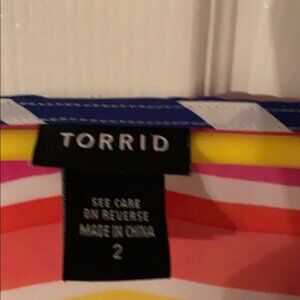 TORRID
SEE CARE
ON REVERSE
MADE IN CHINA
2